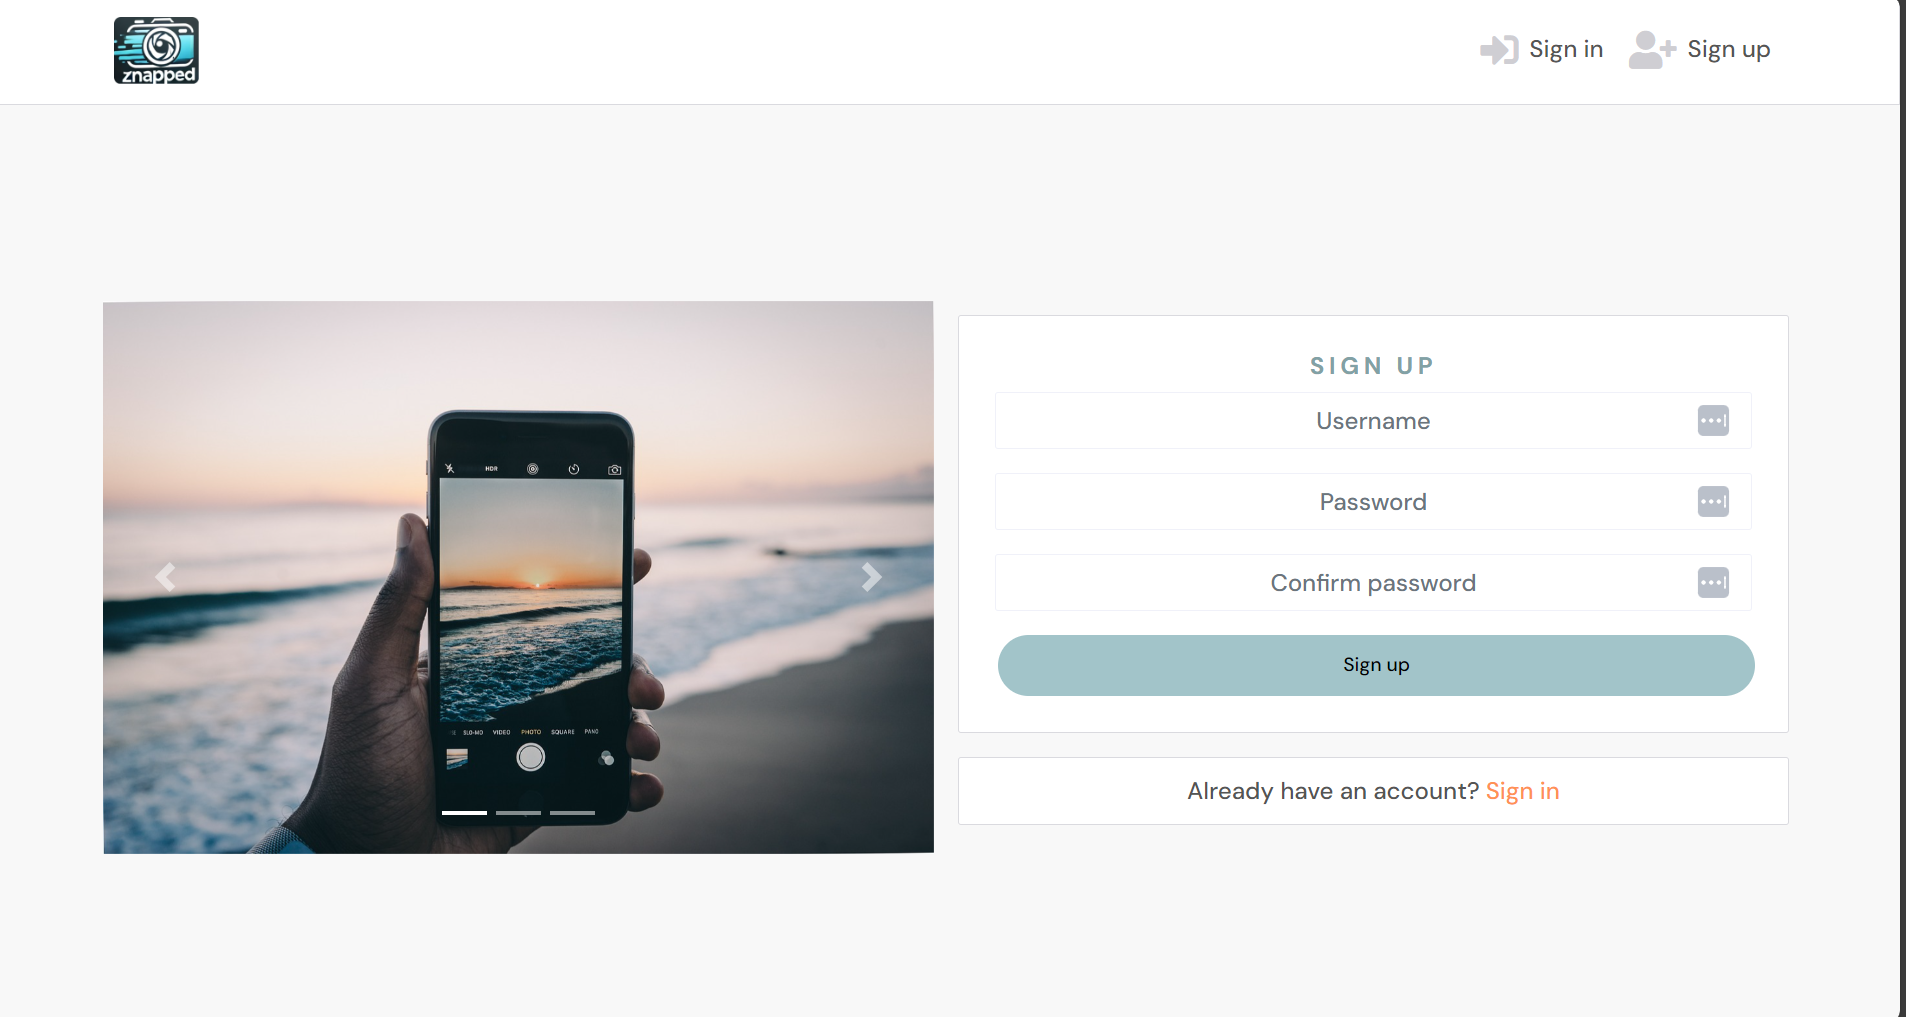 znapped
Sign in
Sign up
HDR
SLO-MO VIDEO PHOTO SQUARE PANO
SIGN UP
Username
Password
Confirm password
Sign up
Already have an account? Sign in